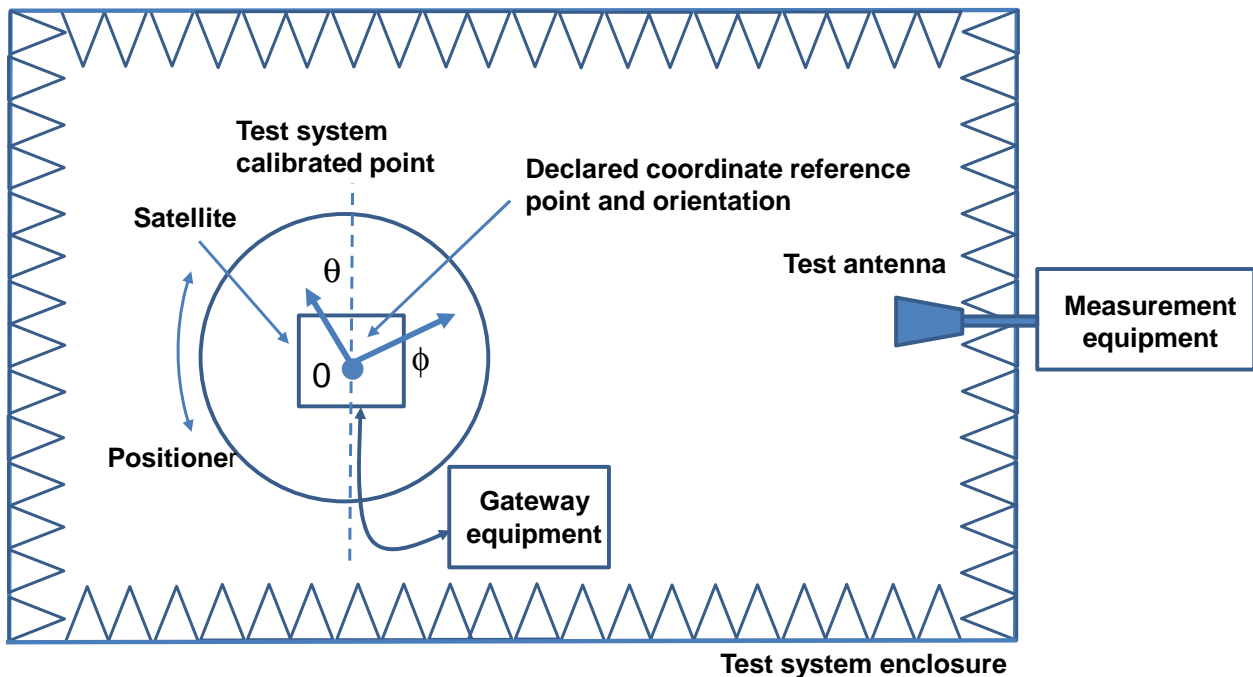 Test system
calibrated point
Declared coordinate reference
point and orientation
Satellite
θ
Test antenna
Measurement
equipment
0
ϕ
Positioner
Gateway
equipment
Test system enclosure